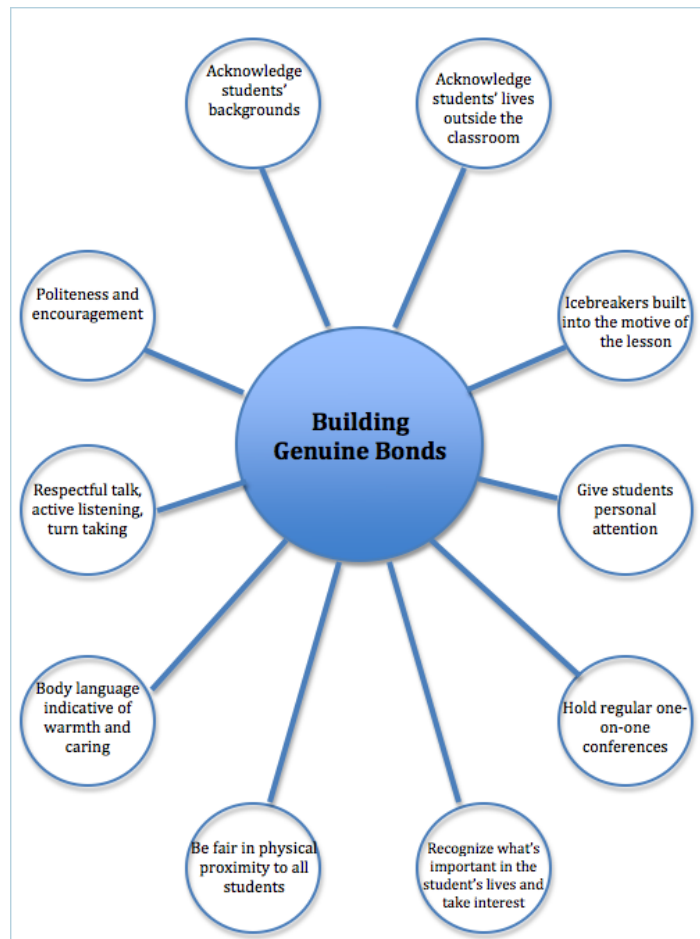 Acknowledge
students’
backgrounds
Acknowledge
students’ lives
outside the
classroom
Politeness and
encouragement
Icebreakers built
into the motive of
the lesson
Building
Genuine Bonds
Respectful talk,
active listening,
turn taking
Give students
personal
attention
Body language
indicative of
warmth and
caring
Hold regular one-
on-one
conferences
Be fair in physical
proximity to all
students
Recognize what’s
important in the
student’s lives and
take interest